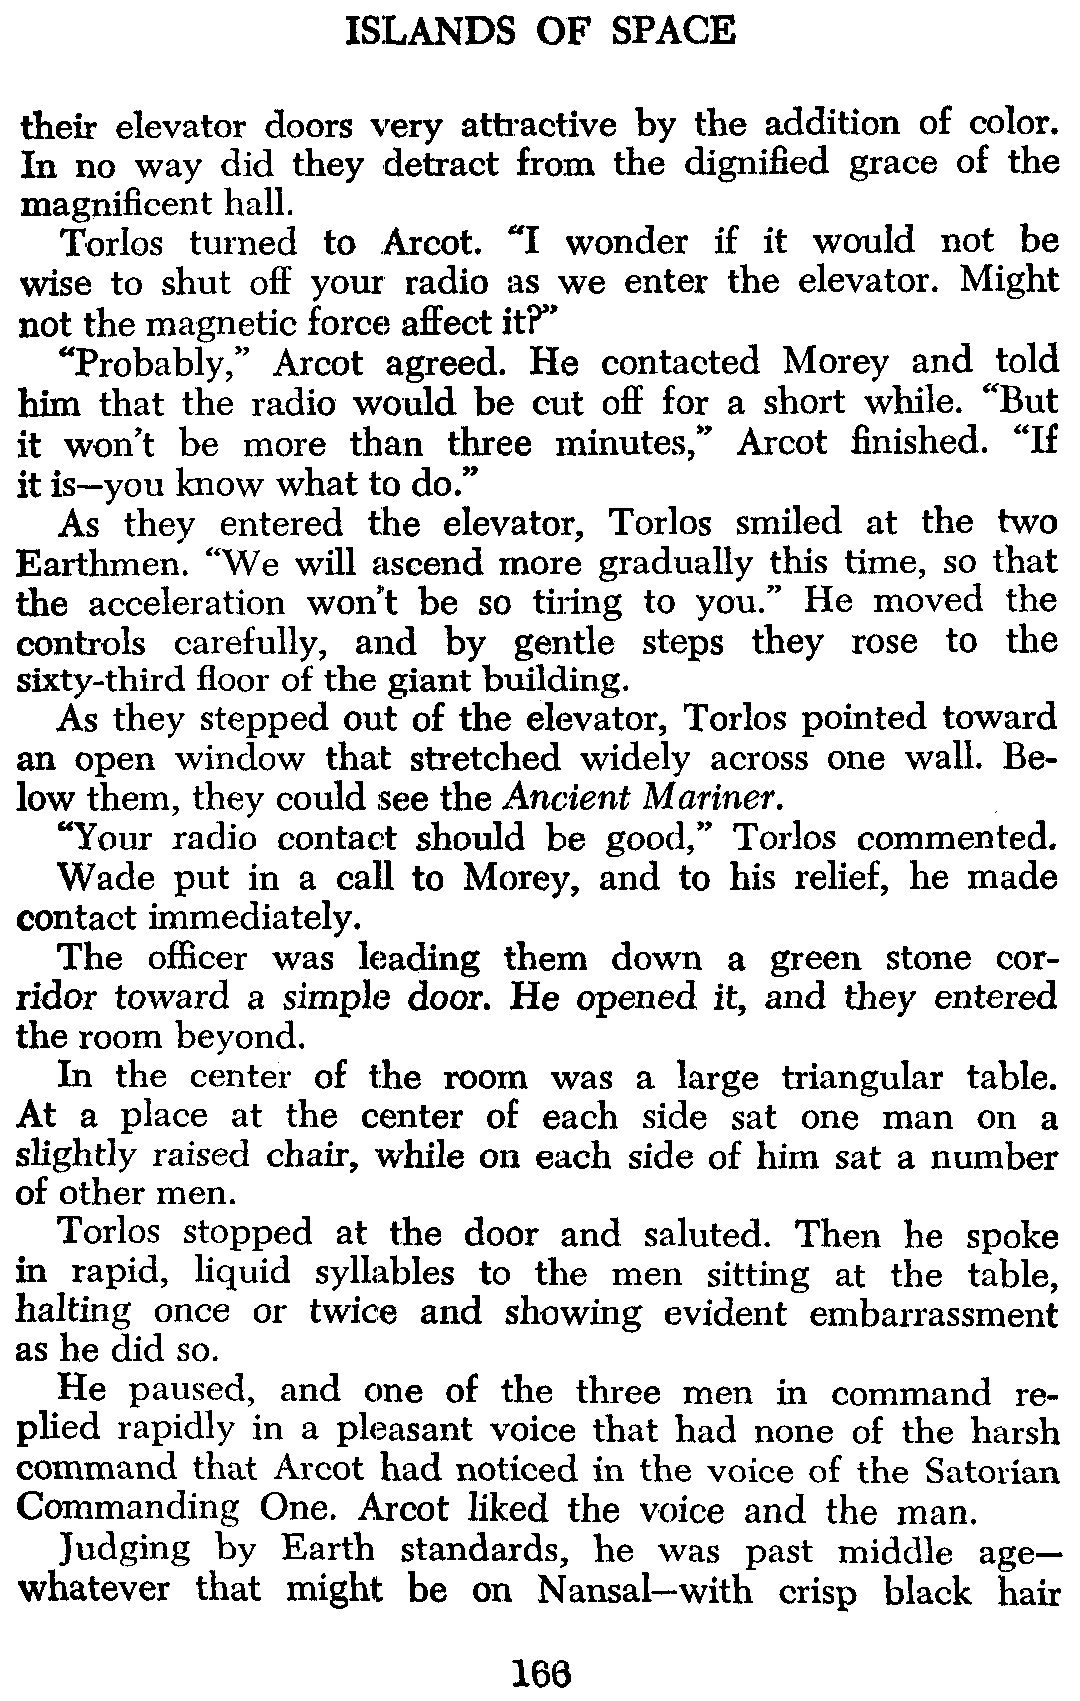 ISLANDS OF SPACE
their elevator doors very attractive by the addition of color.
In no way did they detract from the dignified grace of the
magnificent hall.
Torlos turned to Arcot. “I wonder if it would not be
wise to shut off your radio as we enter the elevator. Might
not the magnetic force affect it?”
“Probably,” Arcot agreed. He contacted Morey and told
him that the radio would be cut off for a short while. “But
it won’t be more than three minutes,” Arcot finished. “If
it is—you know what to do.”
As they entered the elevator, Torlos smiled at the two
Earthmen. “We will ascend more gradually this time, so that
the acceleration won’t be so tiring to you.” He moved the
controls carefully, and by gentle steps they rose to the
sixty-third floor of the giant building.
As they stepped out of the elevator, Torlos pointed toward
an open window that stretched widely across one wall. Be-
low them, they could see the Ancient Mariner.
“Your radio contact should be good,” Torlos commented.
Wade put in a call to Morey, and to his relief, he made
contact immediately.
The officer was leading them down a green stone cor-
ridor toward a simple door. He opened it, and they entered
the room beyond.
In the center of the room was a large triangular table.
At a place at the center of each side sat one man on a
slightly raised chair, while on each side of him sat a number
of other men.
Torlos stopped at the door and saluted. Then he spoke
in rapid, liquid syllables to the men sitting at the table,
halting once or twice and showing evident embarrassment
as he did so.
He paused, and one of the three men in command re-
plied rapidly in a pleasant voice that had none of the harsh
command that Arcot had noticed in the voice of the Satorian
Commanding One. Arcot liked the voice and the man.
Judging by Earth standards, he was past middle age—
whatever that might be on Nansal—with crisp black hair
166